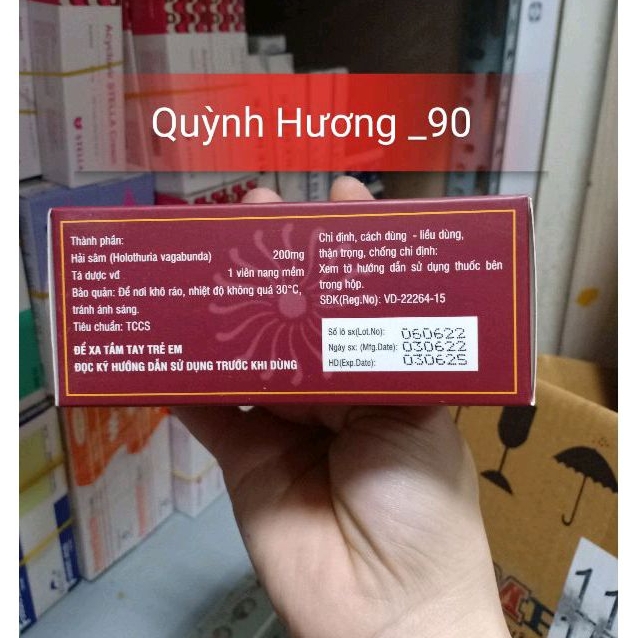 Quỳnh Hương _90
Acyclovir STELLA
STELLA
Thành phần:
Hải sâm (Holothuria vagabunda) 200mg
Tá dược vđ 1 viên nang mềm
Bảo quản: Để nơi khô ráo, nhiệt độ không quá 30°C,
tránh ánh sáng.
Tiêu chuẩn: TCCS
ĐỂ XA TẦM TAY TRẺ EM
ĐỌC KỸ HƯỚNG DẪN SỬ DỤNG TRƯỚC KHI DÙNG
Chỉ định, cách dùng - liều dùng,
thận trọng, chống chỉ định:
Xem tờ hướng dẫn sử dụng thuốc bên
trong hộp.
SĐK(Reg.No): VD-22264-15
Số lô sx(Lot.No): 060622
Ngày sx: (Mfg.Date): 030622
HD(Exp.Date): 030625
11